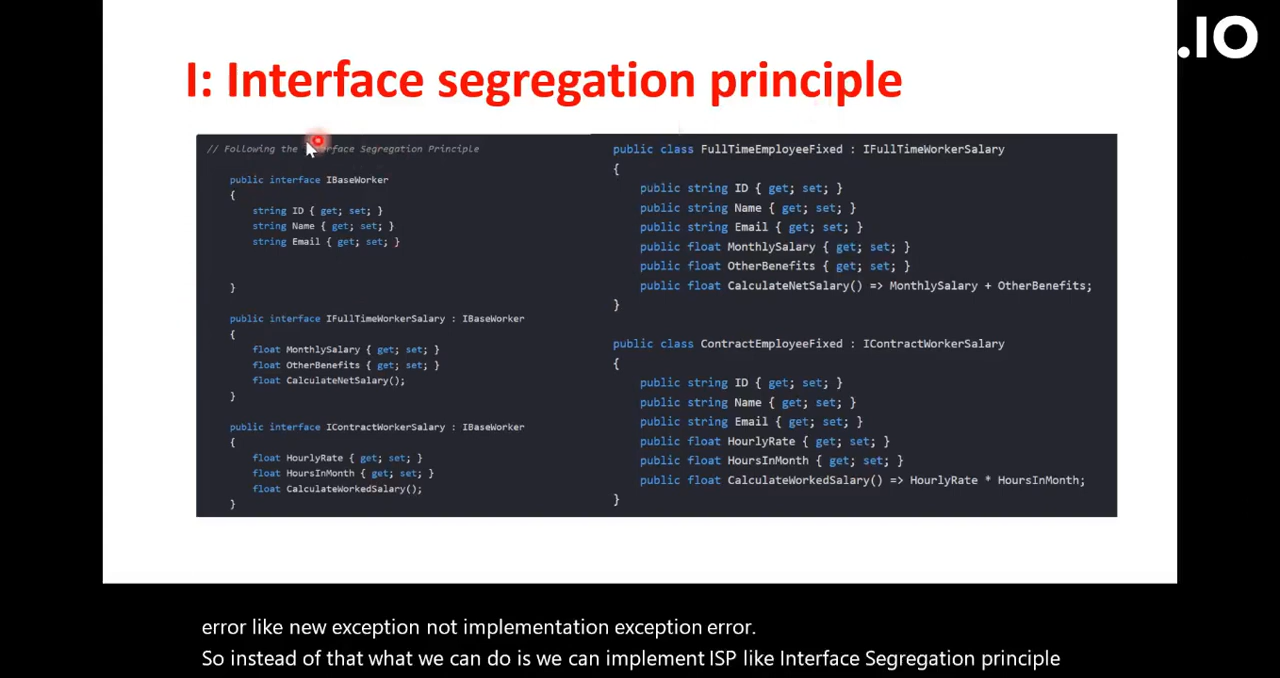 .IO
I: Interface segregation principle
// Following the Interface Segregation Principle
public interface IBaseWorker
{
string ID { get; set; }
string Name { get; set; }
string Email { get; set; }
}
public interface IFullTimeWorkerSalary : IBaseWorker
{
float MonthlySalary { get; set; }
float OtherBenefits { get; set; }
float CalculateNetSalary();
}
public interface IContractWorkerSalary : IBaseWorker
{
float HourlyRate { get; set; }
float HoursInMonth { get; set; }
float CalculateWorkedSalary();
}
public class FullTimeEmployeeFixed : IFullTimeWorkerSalary
{
public string ID { get; set; }
public string Name { get; set; }
public string Email { get; set; }
public float MonthlySalary { get; set; }
public float OtherBenefits { get; set; }
public float CalculateNetSalary() => MonthlySalary + OtherBenefits;
}
public class ContractEmployeeFixed : IContractWorkerSalary
{
public string ID { get; set; }
public string Name { get; set; }
public string Email { get; set; }
public float HourlyRate { get; set; }
public float HoursInMonth { get; set; }
public float CalculateWorkedSalary() => HourlyRate * HoursInMonth;
}
error like new exception not implementation exception error.
So instead of that what we can do is we can implement ISP like Interface Segregation principle